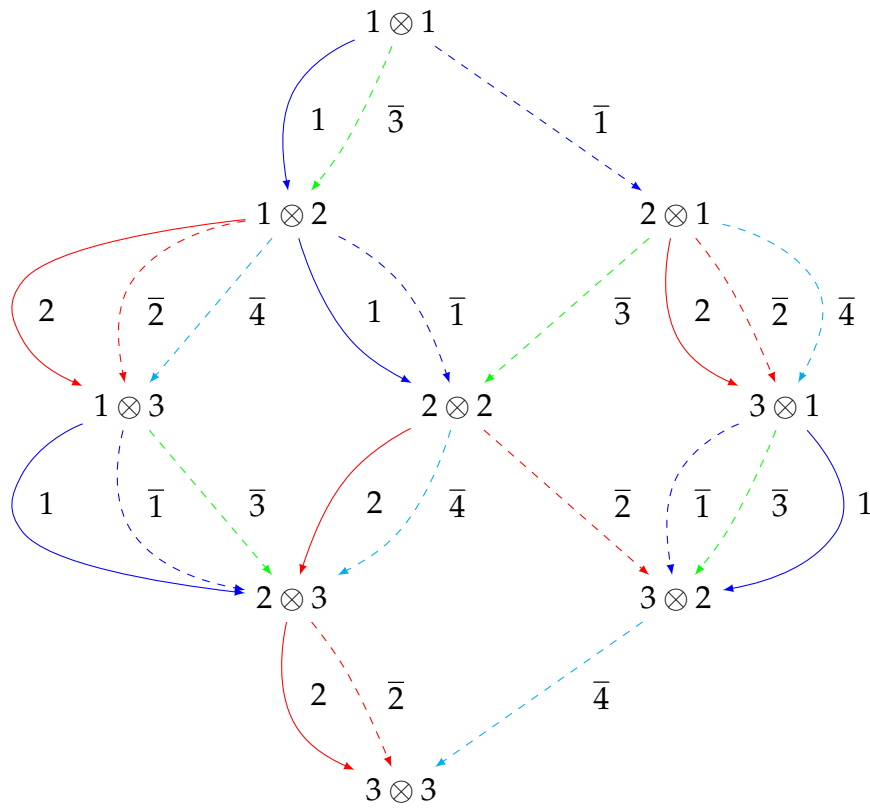 1 ⊗ 1
1 3̅ 1̅
1 ⊗ 2 2 ⊗ 1
2 2̅ 4̅ 1 1̅ 3̅ 2 2̅ 4̅
1 ⊗ 3 2 ⊗ 2 3 ⊗ 1
1 1̅ 3̅ 2 4̅ 2̅ 1̅ 3̅ 1
2 ⊗ 3 3 ⊗ 2
2 2̅ 4̅
3 ⊗ 3